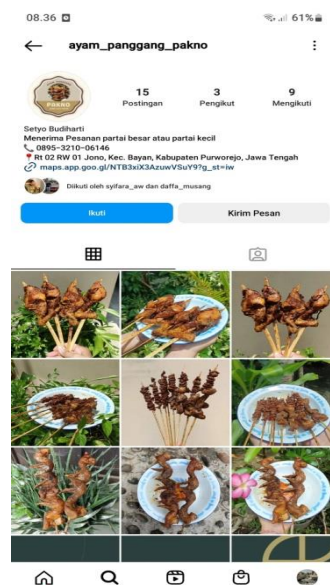 08.36
61%
ayam_panggang_pakno
PAKNO
15
3
9
Postingan
Pengikut
Mengikuti
Setyo Budiharti
Menerima Pesanan partai besar atau partai kecil
0895-3210-06146
Rt 02 RW 01 Jono, Kec. Bayan, Kabupaten Purworejo, Jawa Tengah
maps.app.goo.gl/NTB3xiX3AzuwVSuY9?g_st=iw
Diikuti oleh syifara_aw dan daffa_musang
Ikuti
Kirim Pesan